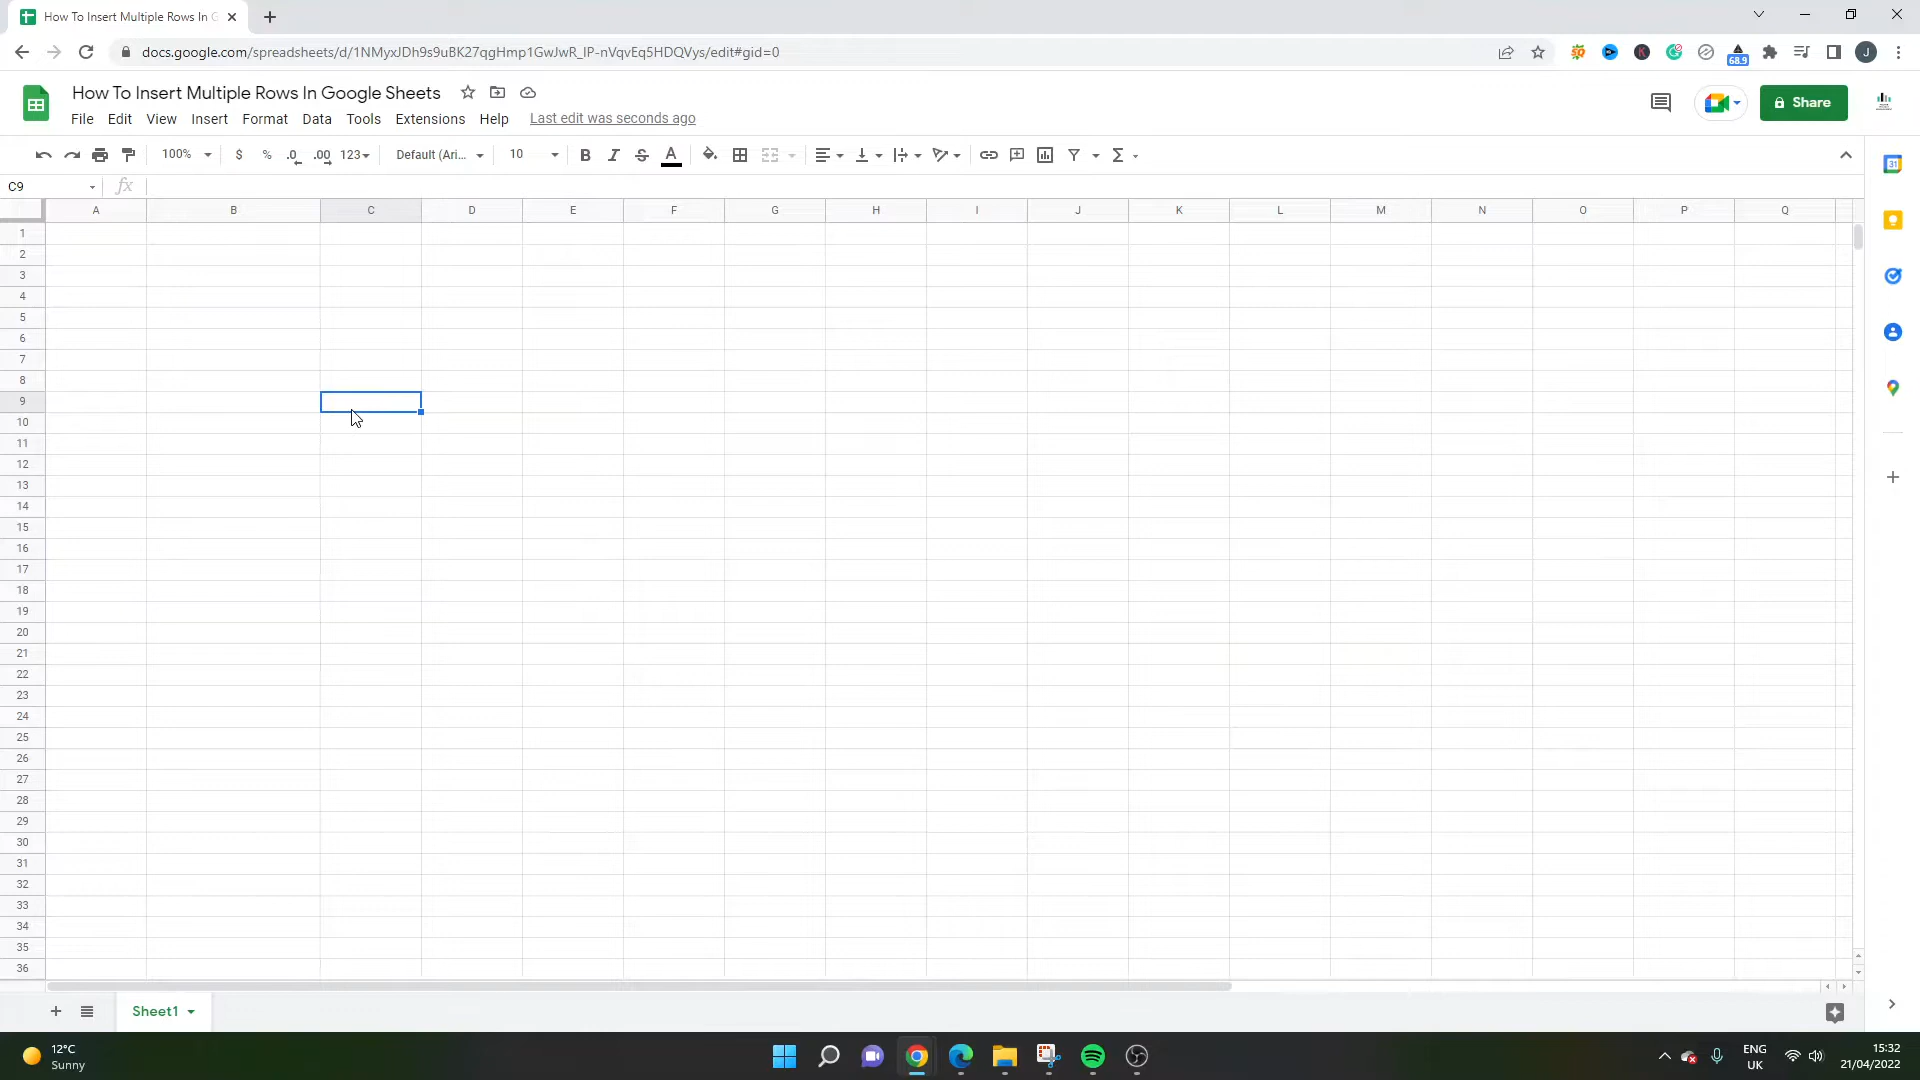 How To Insert Multiple Rows In G
docs.google.com/spreadsheets/d/1NMyxJDh9s9uBK27qgHmp1GwJwR_IP-nVqvEq5HDQVys/edit#gid=0
68.9
J
How To Insert Multiple Rows In Google Sheets
File Edit View Insert Format Data Tools Extensions Help Last edit was seconds ago
Share
100% $ % .0 .00 123 Default (Ari... 10 B I S A Σ
31
C9 fx
A B C D E F G H I J K L M N O P Q
1
2
3
4
5
6
7
8
9
10
11
12
13
14
15
16
17
18
19
20
21
22
23
24
25
26
27
28
29
30
31
32
33
34
35
36
Sheet1
12°C
Sunny
ENG
UK
15:32
21/04/2022